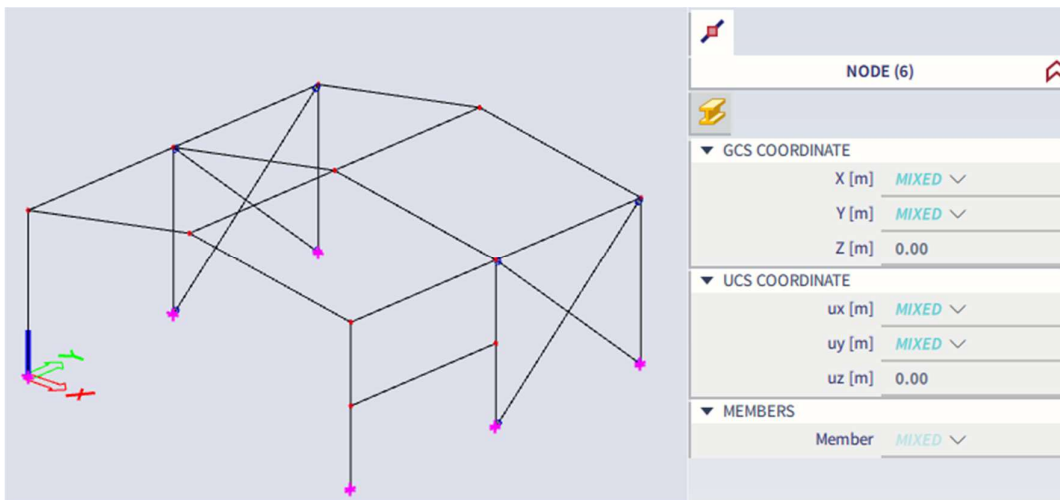 NODE (6)
GCS COORDINATE
X [m] MIXED
Y [m] MIXED
Z [m] 0.00
UCS COORDINATE
ux [m] MIXED
uy [m] MIXED
uz [m] 0.00
MEMBERS
Member MIXED
Y
X